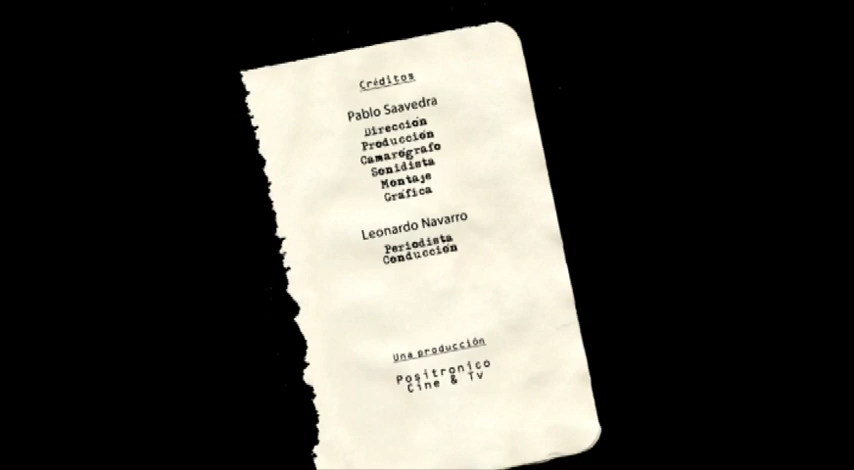 Créditos
Pablo Saavedra
Dirección
Producción
Camarógrafo
Sonidista
Montaje
Gráfica
Leonardo Navarro
Periodista
Conducción
Una producción
Positronico
Cine & Tv